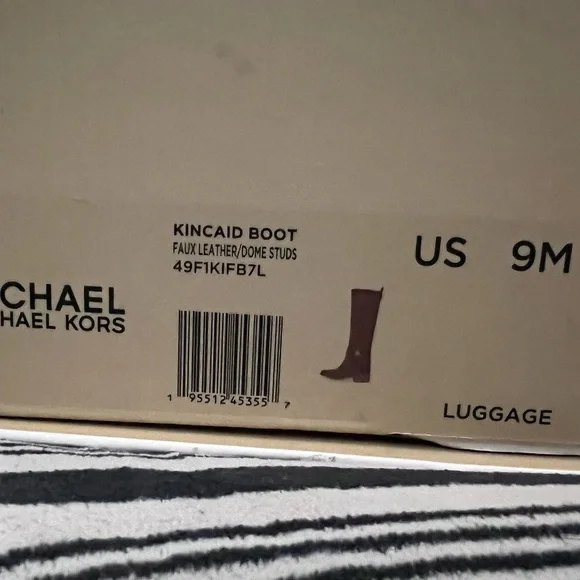 KINCAID BOOT
FAUX LEATHER/DOME STUDS
49F1KIFB7L
US 9M
CHAEL
HAEL KORS
1 95512 45355 7
LUGGAGE